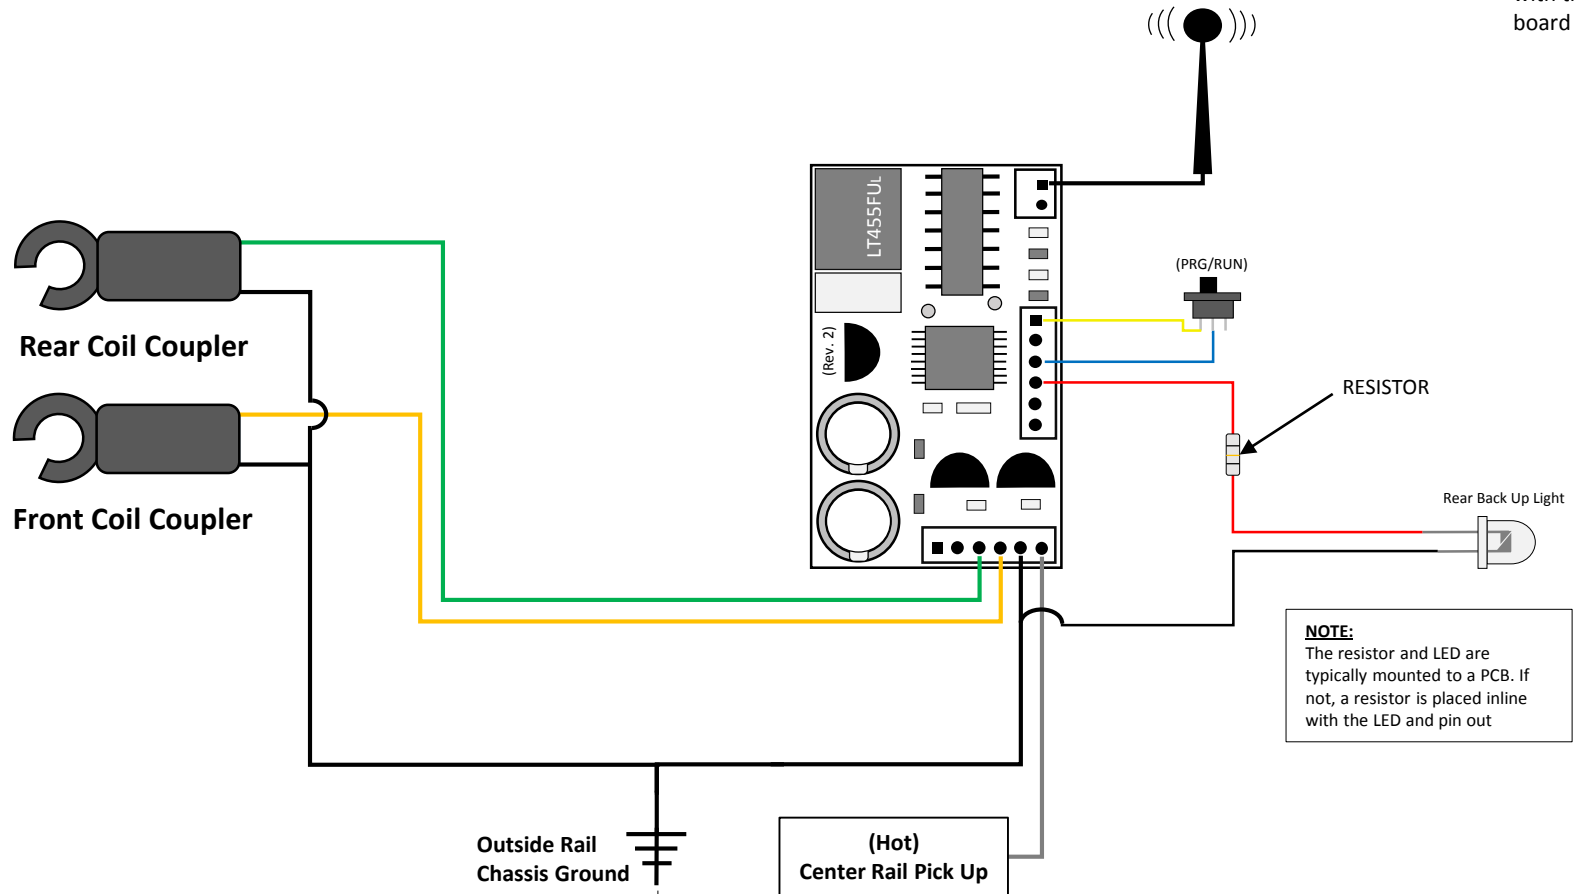 board
(PRG/RUN)
LT455FUL
(Rev. 2)
Rear Coil Coupler
RESISTOR
Front Coil Coupler
Rear Back Up Light
NOTE:
The resistor and LED are
typically mounted to a PCB. If
not, a resistor is placed inline
with the LED and pin out
Outside Rail
Chassis Ground
(Hot)
Center Rail Pick Up